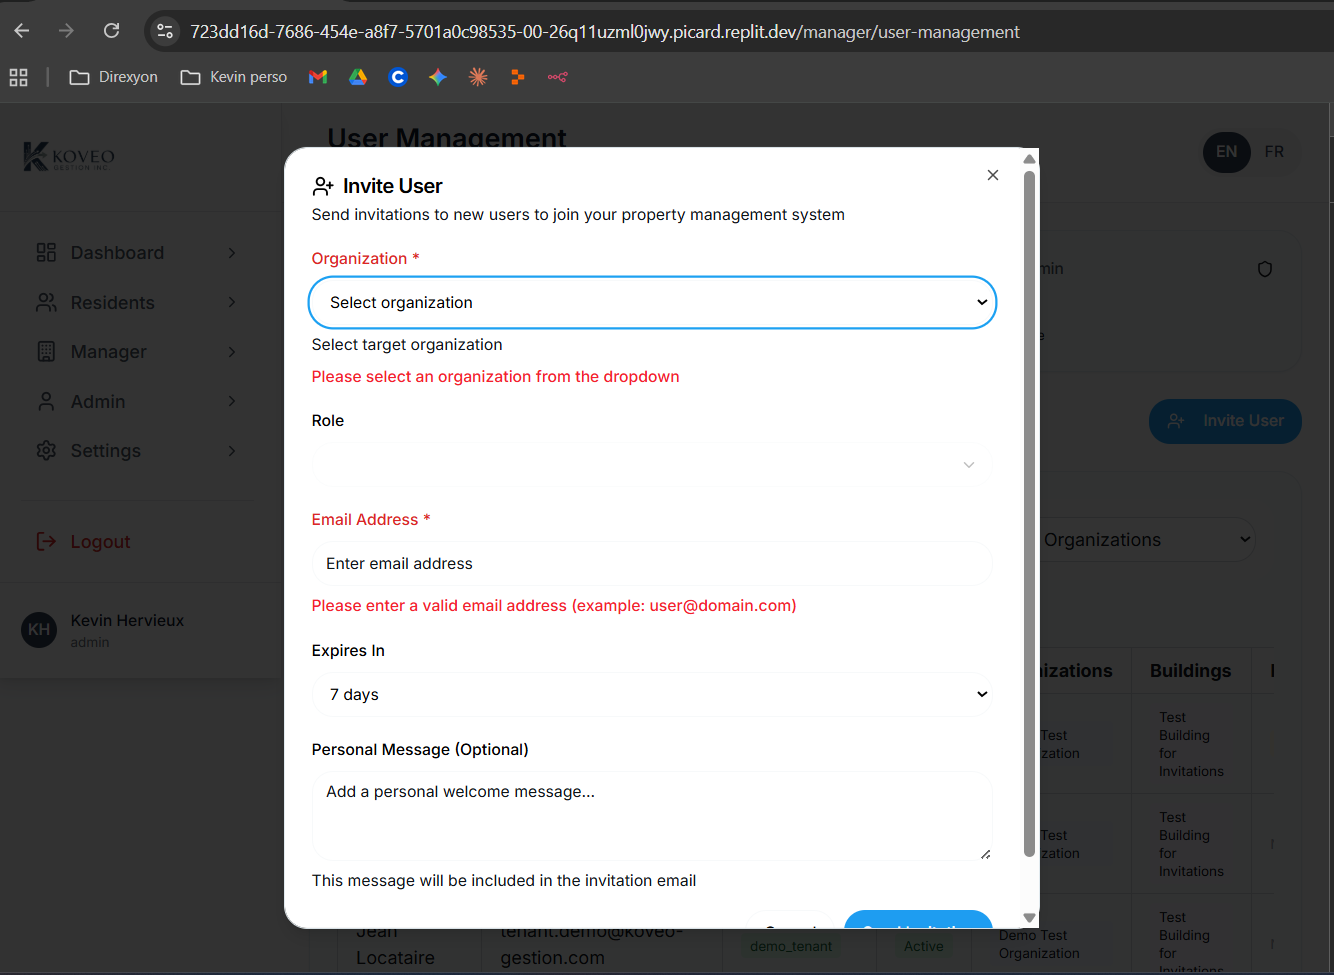 723dd16d-7686-454e-a8f7-5701a0c98535-00-26q11uzml0jwy.picard.replit.dev/manager/user-management
Direxyon
Kevin perso
KOVEO
GESTION INC.
User Management
EN
FR
Dashboard
Residents
Manager
Admin
Settings
Logout
KH
Kevin Hervieux
admin
Invite User
Send invitations to new users to join your property management system
Organization *
Select organization
Select target organization
Please select an organization from the dropdown
Role
Email Address *
Enter email address
Please enter a valid email address (example: user@domain.com)
Expires In
7 days
Personal Message (Optional)
Add a personal welcome message...
This message will be included in the invitation email
Invite User
Organizations
Buildings
Test
Building
for
Invitations
Test
Test
Building
for
Invitations
Test
Jean
Locataire
tenant.demo@koveo-
gestion.com
demo_tenant
Active
Demo Test
Organization
Test
Building
for
Invitations